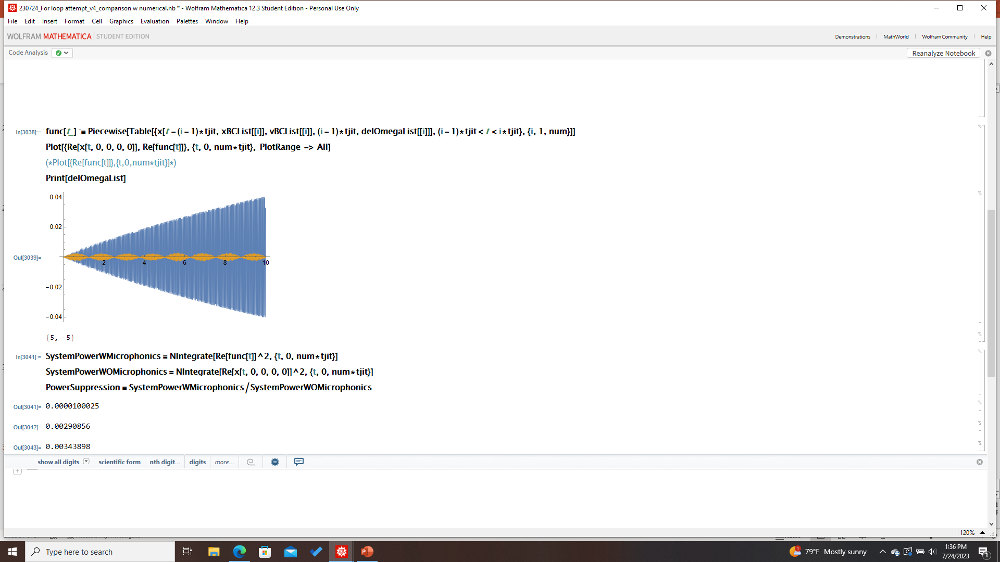 230724_For loop attempt_v4_comparison w numerical.nb * - Wolfram Mathematica 12.3 Student Edition - Personal Use Only
File Edit Insert Format Cell Graphics Evaluation Palettes Window Help
WOLFRAM MATHEMATICA STUDENT EDITION
Demonstrations MathWorld Wolfram Community Help
Code Analysis
Reanalyze Notebook
In[3038]:= func[t_] := Piecewise[Table[{x[t - (i - 1)*tjit, xBCList[[i]], vBCList[[i]], (i - 1)*tjit, delOmegaList[[i]]], (i - 1)*tjit < t < i*tjit}, {i, 1, num}]]
Plot[{Re[x[t, 0, 0, 0, 0]], Re[func[t]]}, {t, 0, num*tjit}, PlotRange -> All]
(*Plot[{Re[func[t]]},{t,0,num*tjit}]*)
Print[delOmegaList]
0.04
0.02
Out[3039]=
2 4 6 8 10
-0.02
-0.04
{5, -5}
In[3041]:= SystemPowerWMicrophonics = NIntegrate[Re[func[t]]^2, {t, 0, num*tjit}]
SystemPowerWOMicrophonics = NIntegrate[Re[x[t, 0, 0, 0, 0]]^2, {t, 0, num*tjit}]
PowerSuppression = SystemPowerWMicrophonics/SystemPowerWOMicrophonics
Out[3041]= 0.0000100025
Out[3042]= 0.00290856
Out[3043]= 0.00343898
show all digits scientific form nth digit... digits more...
120%
Type here to search
79°F Mostly sunny
1:36 PM
7/24/2023